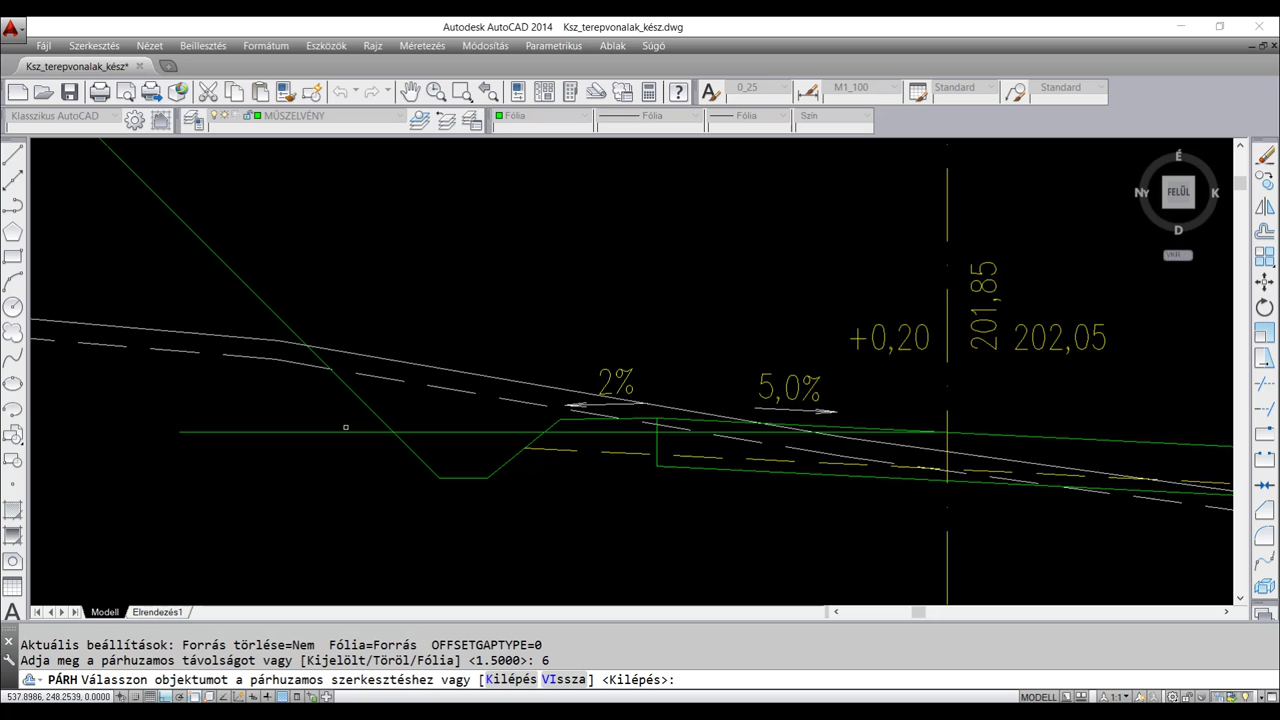 Autodesk AutoCAD 2014 Ksz_terepvonalak_kész.dwg
Fájl Szerkesztés Nézet Beillesztés Formátum Eszközök Rajz Méretezés Módosítás Parametrikus Ablak Súgó
Ksz_terepvonalak_kész*
0_25 M1_100 Standard Standard
Klasszikus AutoCAD MŰSZELVÉNY Fólia Fólia Fólia Szín
É
NY FELÜL K
D
VKR
+0,20 201,85 202,05
2% 5,0%
Modell Elrendezés1
Aktuális beállítások: Forrás törlése=Nem Fólia=Forrás OFFSETGAPTYPE=0
Adja meg a párhuzamos távolságot vagy [Kijelölt/Töröl/Fólia] <1.5000>: 6
PÁRH Válasszon objektumot a párhuzamos szerkesztéshez vagy [Kilépés VIssza] <Kilépés>:
537.8986, 248.2539, 0.0000 MODELL 1:1